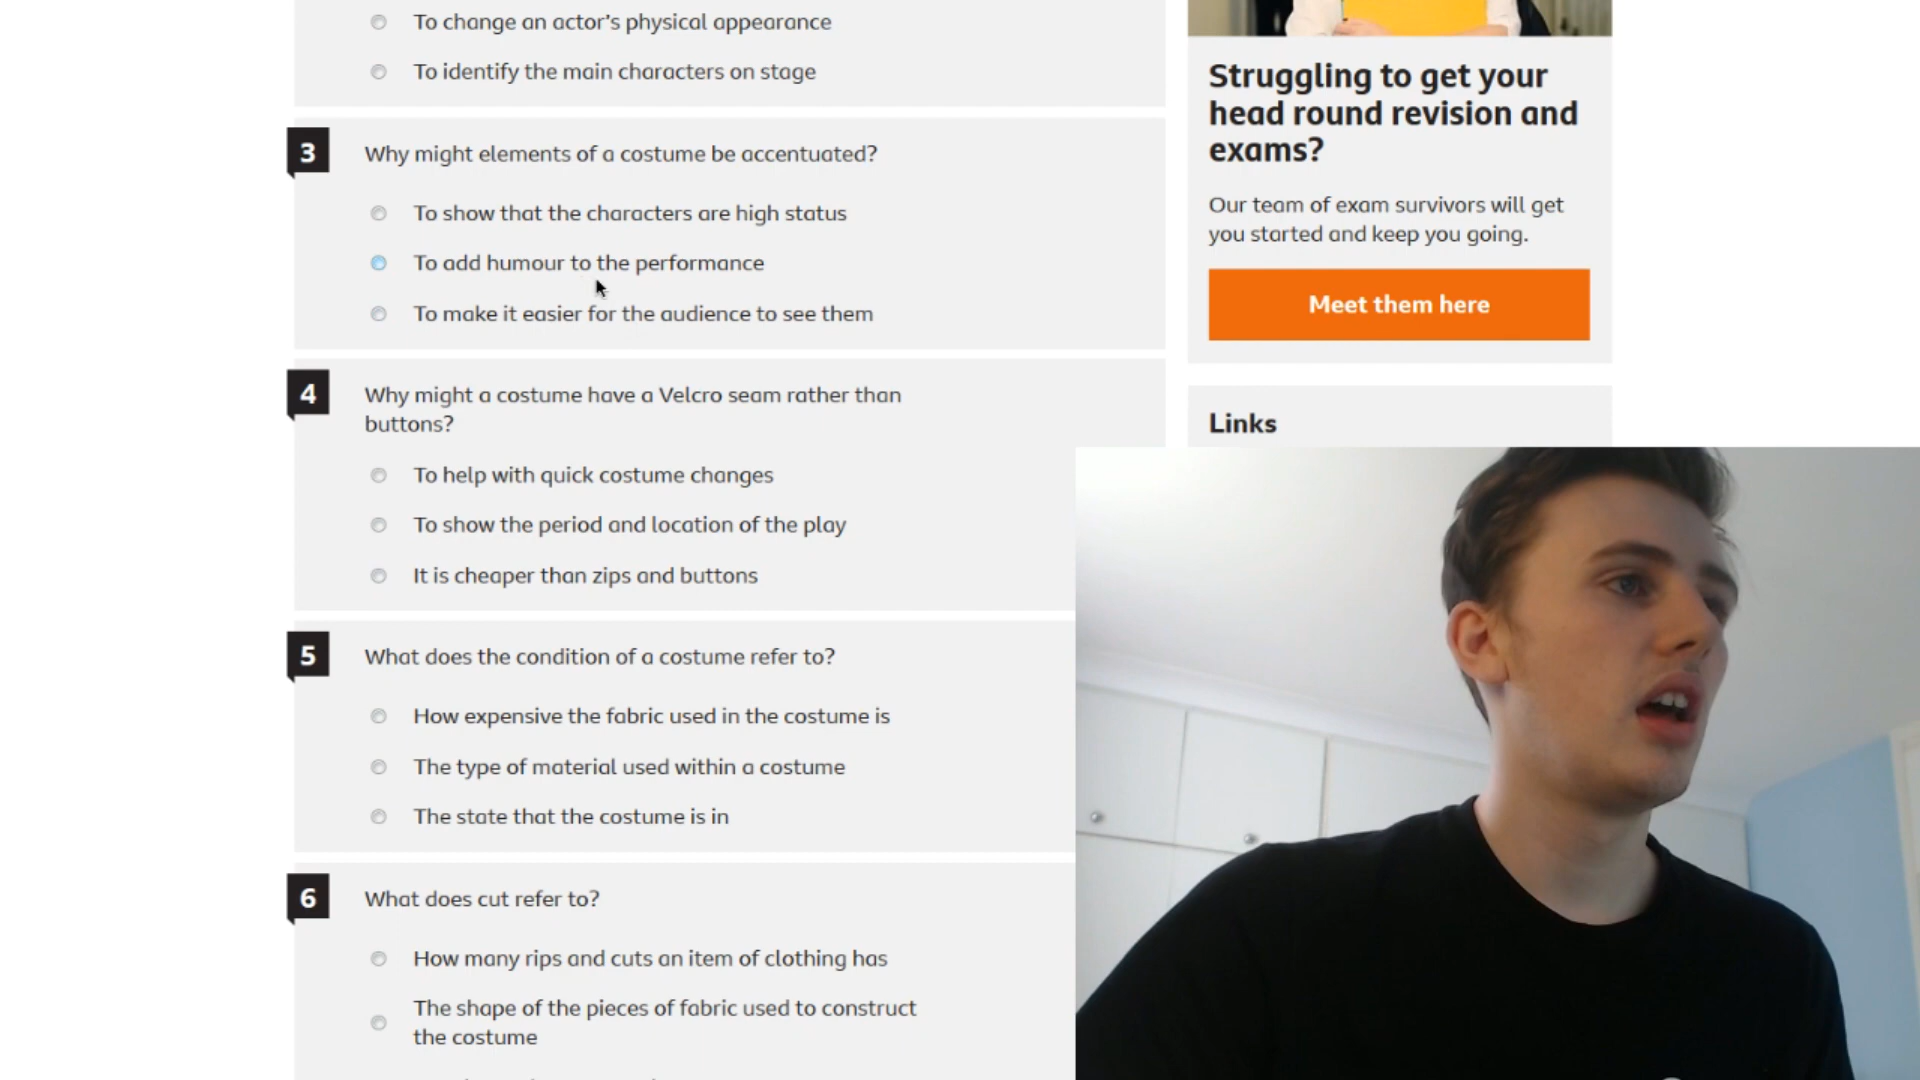 To change an actor's physical appearance
To identify the main characters on stage
3
Why might elements of a costume be accentuated?
To show that the characters are high status
To add humour to the performance
To make it easier for the audience to see them
4
Why might a costume have a Velcro seam rather than
buttons?
To help with quick costume changes
To show the period and location of the play
It is cheaper than zips and buttons
5
What does the condition of a costume refer to?
How expensive the fabric used in the costume is
The type of material used within a costume
The state that the costume is in
6
What does cut refer to?
How many rips and cuts an item of clothing has
The shape of the pieces of fabric used to construct
the costume
Struggling to get your
head round revision and
exams?
Our team of exam survivors will get
you started and keep you going.
Meet them here
Links